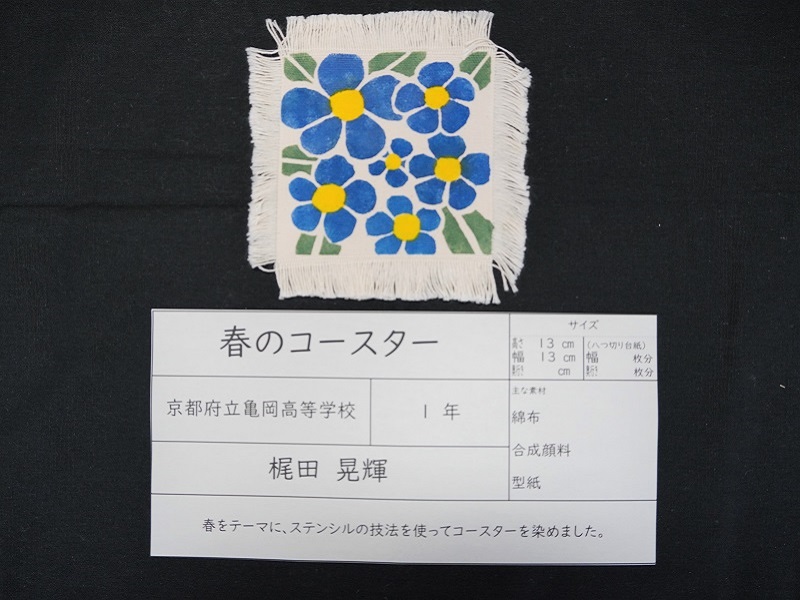 春のコースター
サイズ
高さ 13 cm
幅 13 cm
cm
(八つ切り台紙)
幅 枚分
枚分
京都府立亀岡高等学校
1 年
主な素材
綿布
合成顔料
型紙
梶田 晃輝
春をテーマに、ステンシルの技法を使ってコースターを染めました。